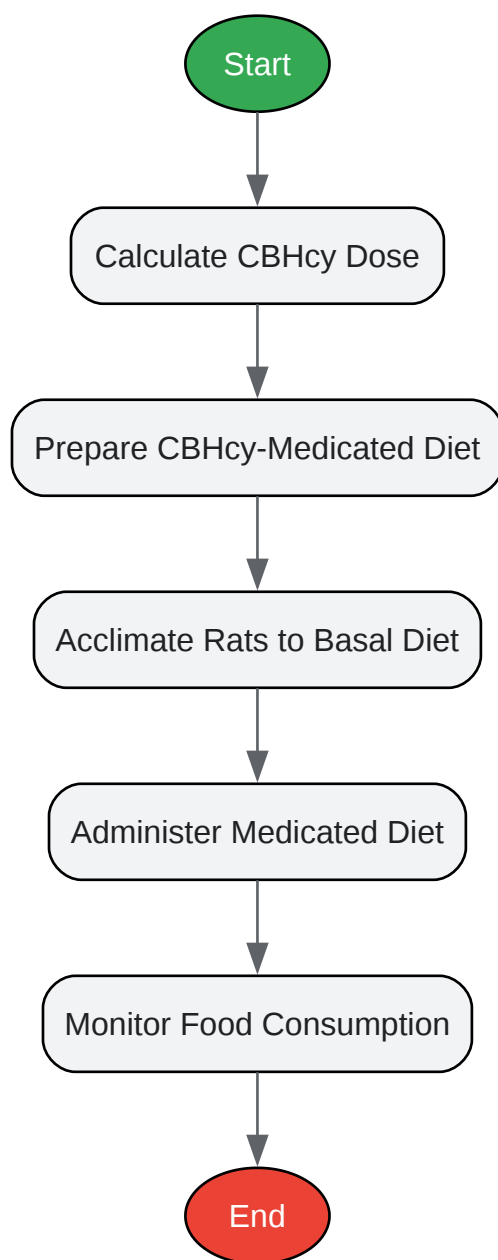 Start
Calculate CBHcy Dose
Prepare CBHcy-Medicated Diet
Acclimate Rats to Basal Diet
Administer Medicated Diet
Monitor Food Consumption
End